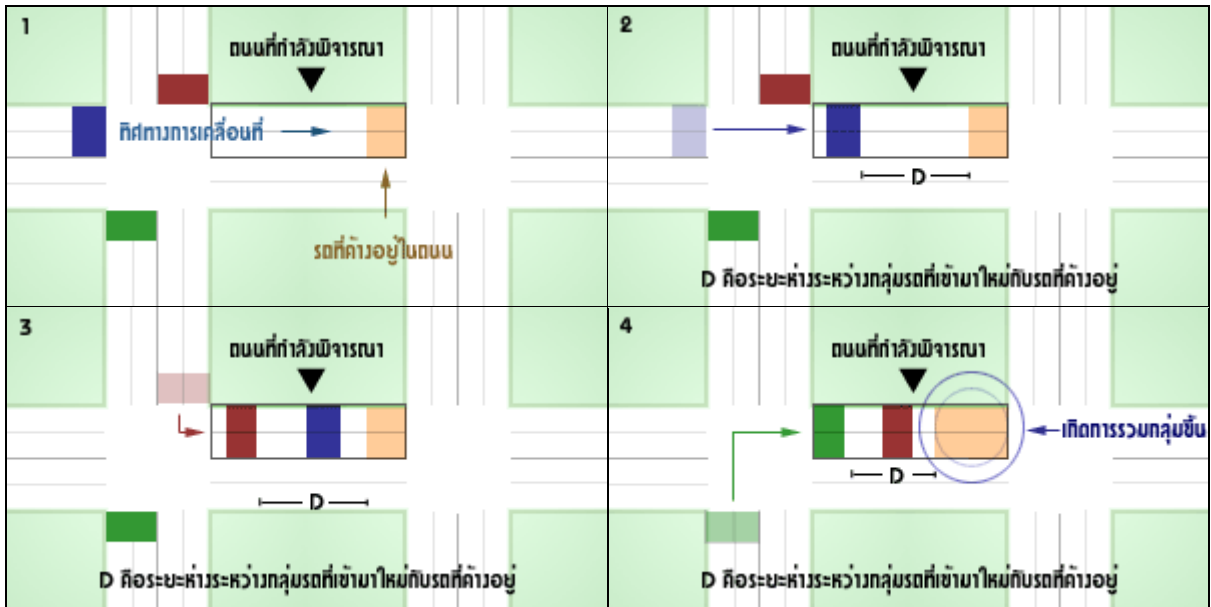 1
ถนนที่กำลังพิจารณา
ทิศทางการเคลื่อนที่
รถที่ค้างอยู่ในถนน
2
ถนนที่กำลังพิจารณา
D
D คือระยะห่างระหว่างกลุ่มรถที่เข้ามาใหม่กับรถที่ค้างอยู่
3
ถนนที่กำลังพิจารณา
D
D คือระยะห่างระหว่างกลุ่มรถที่เข้ามาใหม่กับรถที่ค้างอยู่
4
ถนนที่กำลังพิจารณา
เกิดการรวมกลุ่มขึ้น
D
D คือระยะห่างระหว่างกลุ่มรถที่เข้ามาใหม่กับรถที่ค้างอยู่